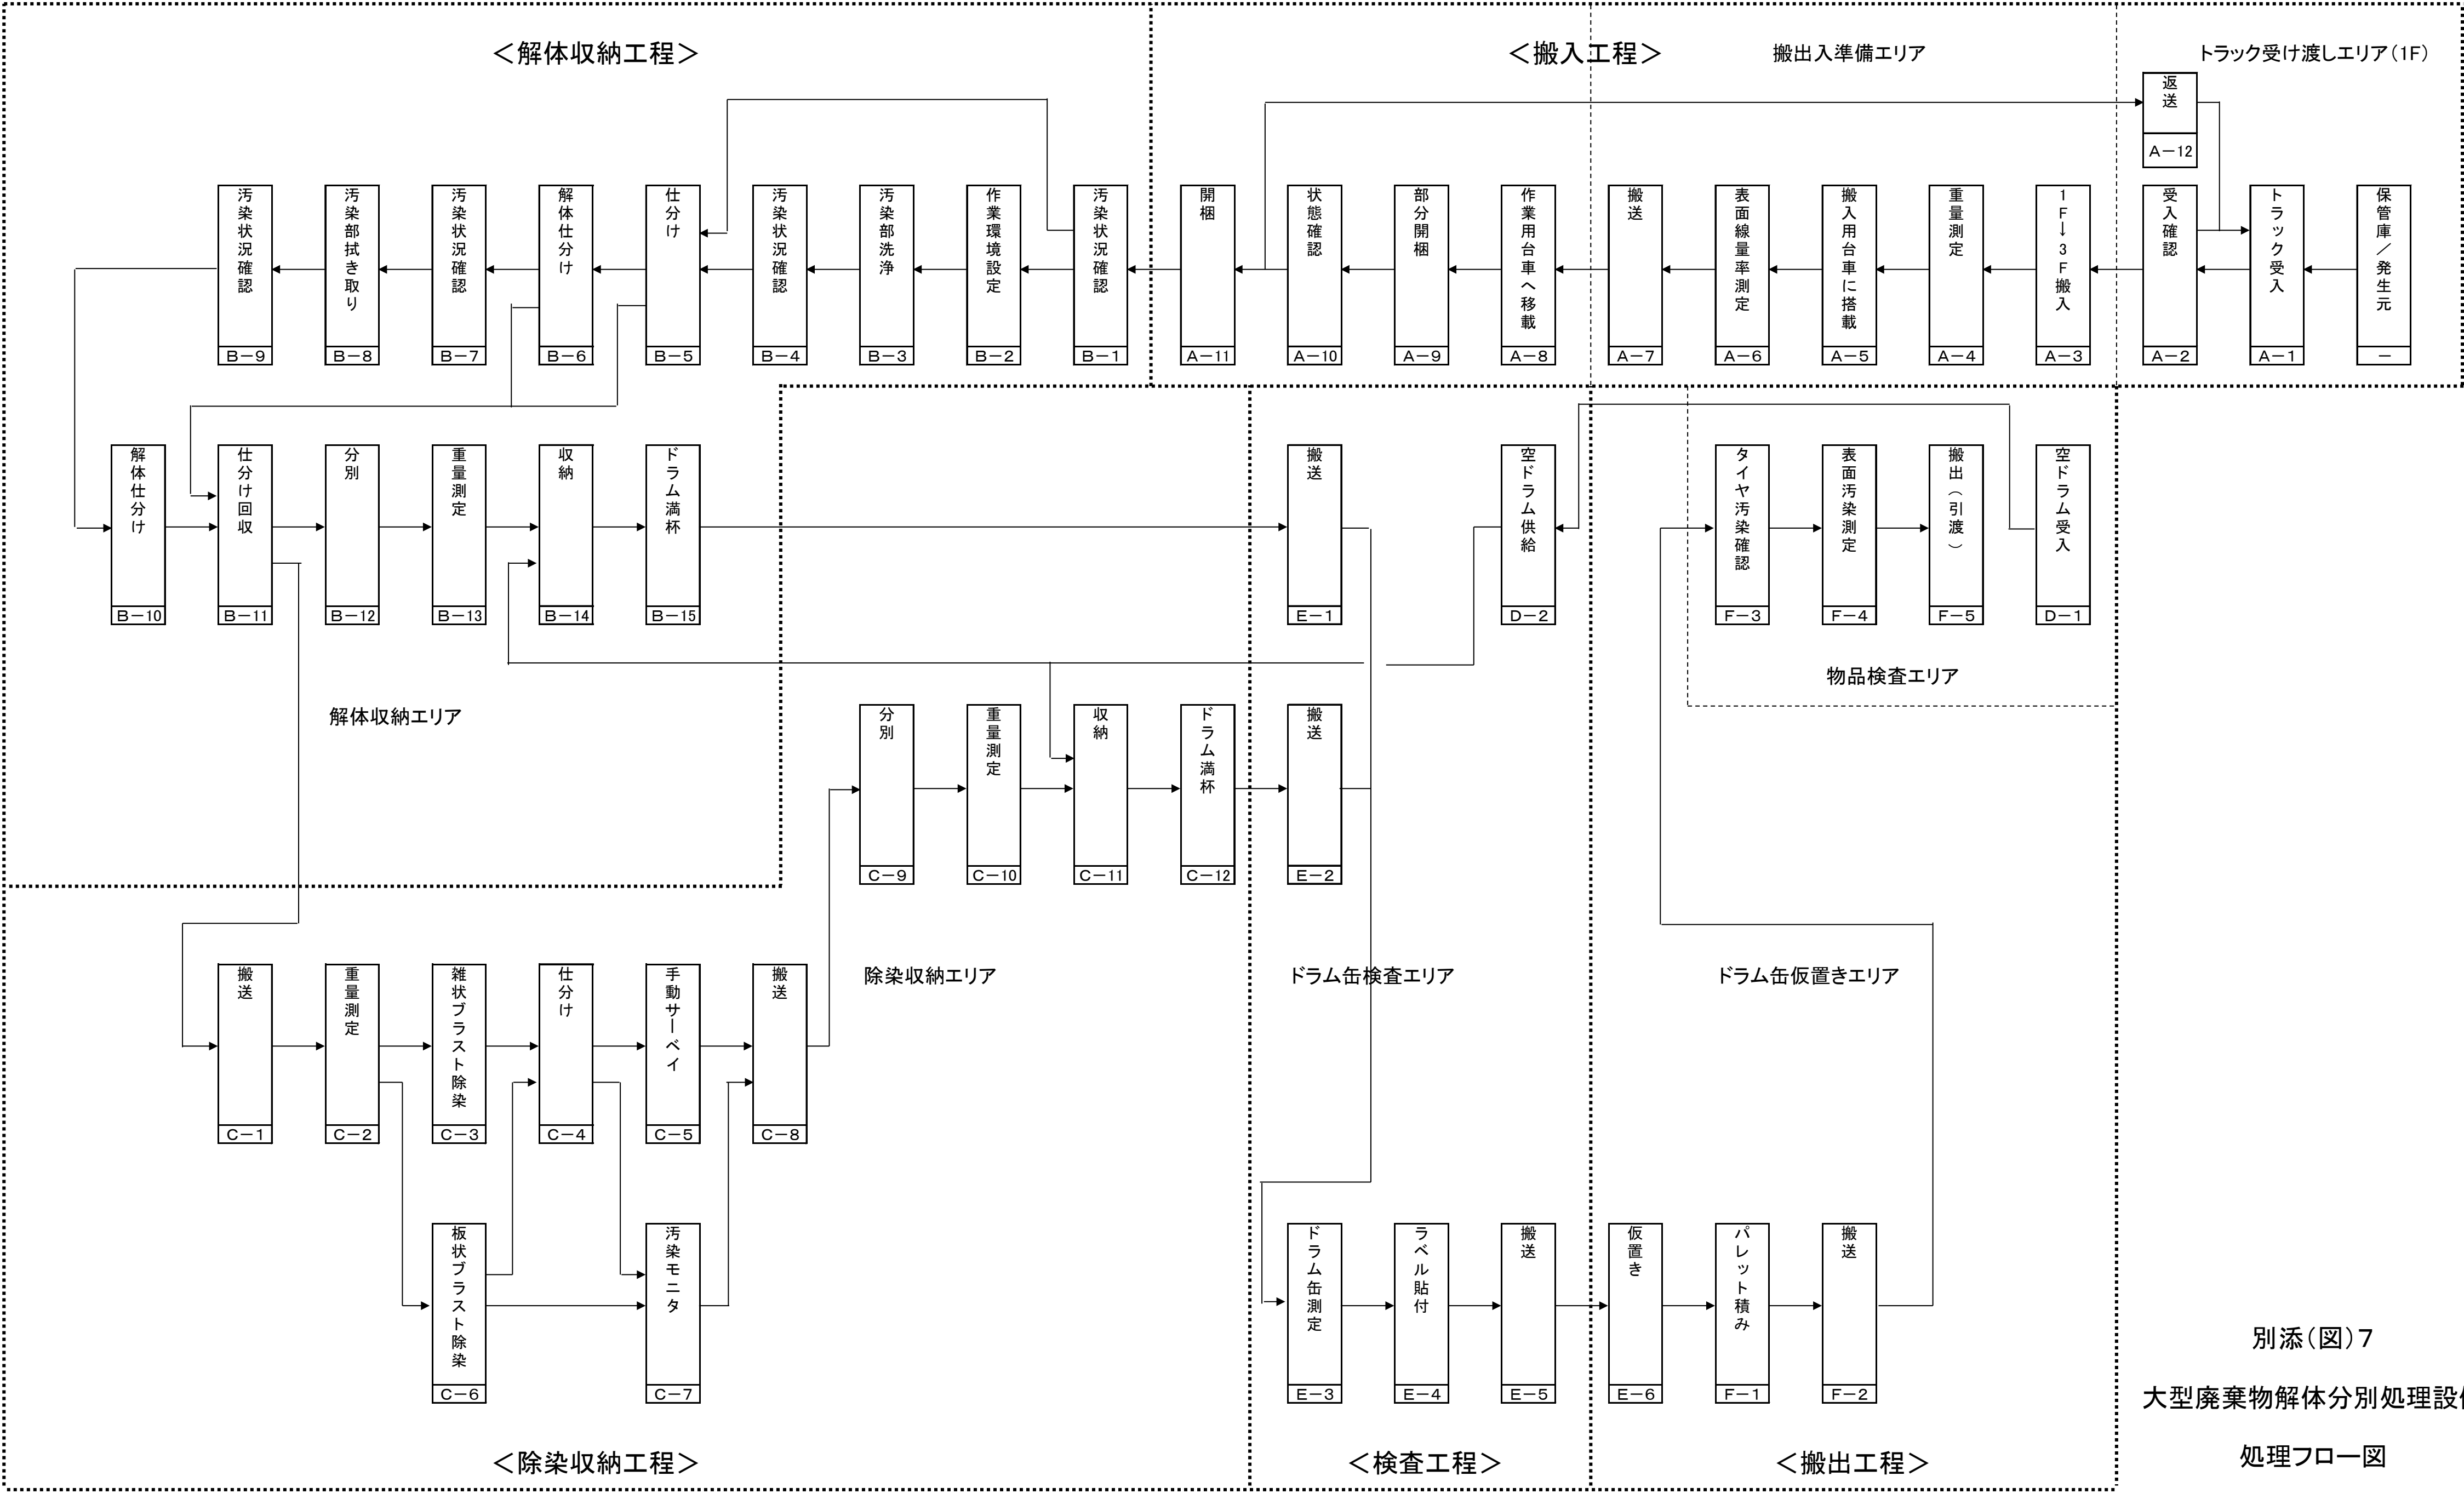 ＜解体収納工程＞
＜搬入工程＞
搬出入準備エリア
トラック受け渡しエリア（1F）
返送
A－12
汚染状況確認
B－9
汚染部拭き取り
B－8
汚染状況確認
B－7
解体仕分け
B－6
仕分け
B－5
汚染状況確認
B－4
汚染部洗浄
B－3
作業環境設定
B－2
汚染状況確認
B－1
開梱
A－11
状態確認
A－10
部分開梱
A－9
作業用台車へ移載
A－8
搬送
A－7
表面線量率測定
A－6
搬入用台車に搭載
A－5
重量測定
A－4
1F→3F搬入
A－3
受入確認
A－2
トラック受入
A－1
保管庫／発生元
－
解体仕分け
B－10
仕分け回収
B－11
分別
B－12
重量測定
B－13
収納
B－14
ドラム満杯
B－15
搬送
E－1
空ドラム供給
D－2
タイヤ汚染確認
F－3
表面汚染測定
F－4
搬出（引渡）
F－5
空ドラム受入
D－1
物品検査エリア
解体収納エリア
分別
C－9
重量測定
C－10
収納
C－11
ドラム満杯
C－12
搬送
E－2
除染収納エリア
ドラム缶検査エリア
ドラム缶仮置きエリア
搬送
C－1
重量測定
C－2
雑状ブラスト除染
C－3
仕分け
C－4
手動サーベイ
C－5
搬送
C－8
板状ブラスト除染
C－6
汚染モニタ
C－7
ドラム缶測定
E－3
ラベル貼付
E－4
搬送
E－5
仮置き
E－6
パレット積み
F－1
搬送
F－2
＜除染収納工程＞
＜検査工程＞
＜搬出工程＞
別添（図）7
大型廃棄物解体分別処理設
処理フロー図